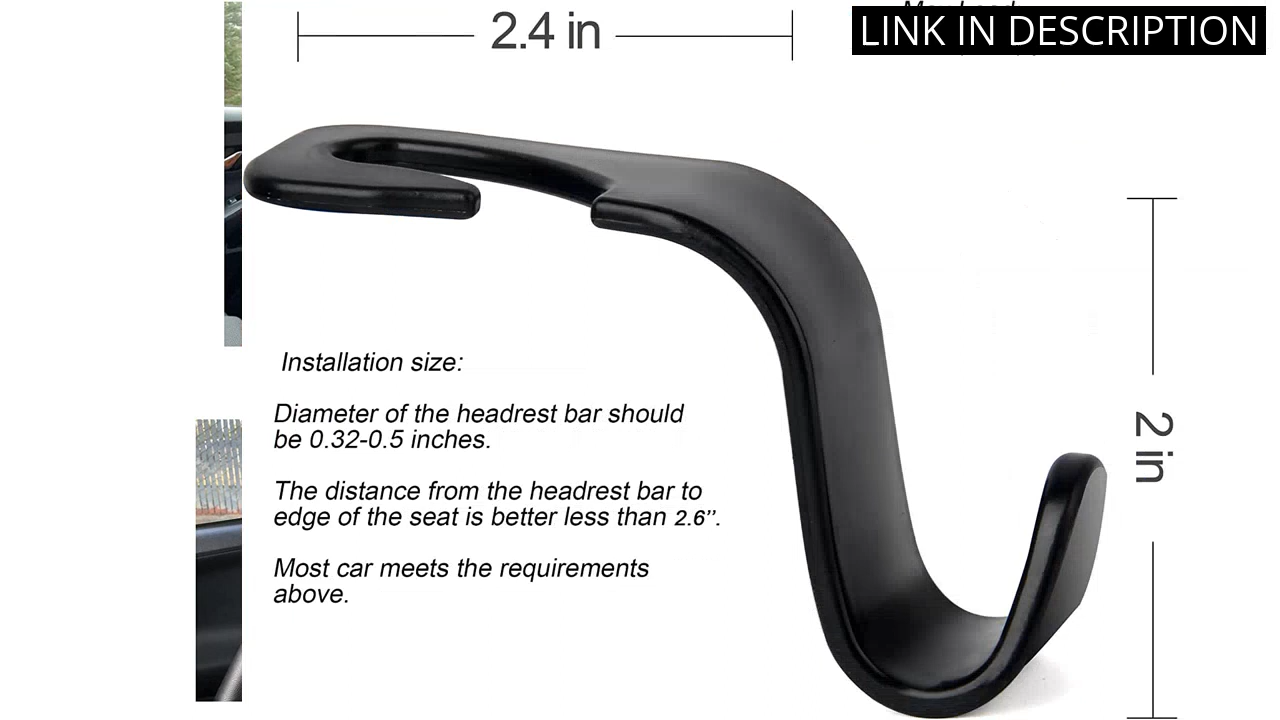 2.4 in
LINK IN DESCRIPTION
2 in
Installation size:
Diameter of the headrest bar should
be 0.32-0.5 inches.
The distance from the headrest bar to
edge of the seat is better less than 2.6’’.
Most car meets the requirements
above.